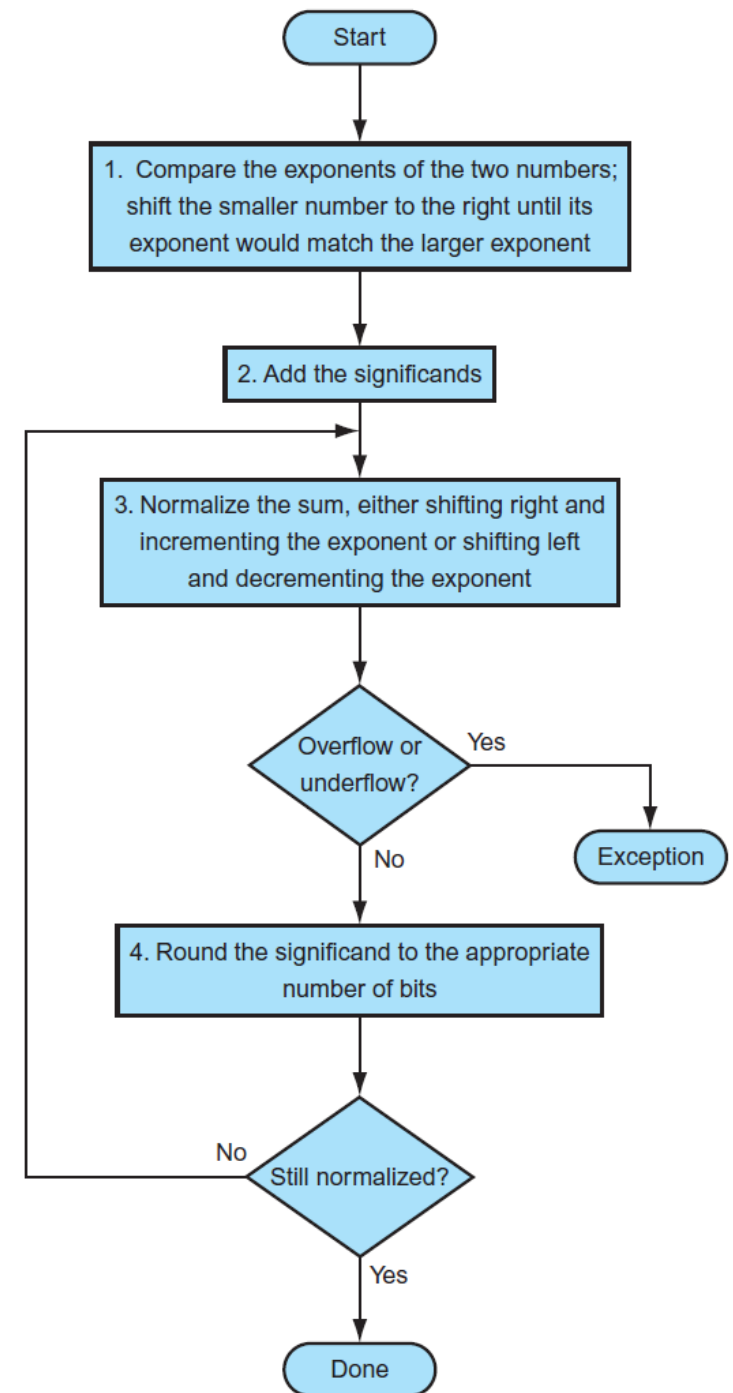 Start
1. Compare the exponents of the two numbers;
shift the smaller number to the right until its
exponent would match the larger exponent
2. Add the significands
3. Normalize the sum, either shifting right and
incrementing the exponent or shifting left
and decrementing the exponent
Overflow or
underflow?
Yes
No
Exception
4. Round the significand to the appropriate
number of bits
No
Still normalized?
Yes
Done